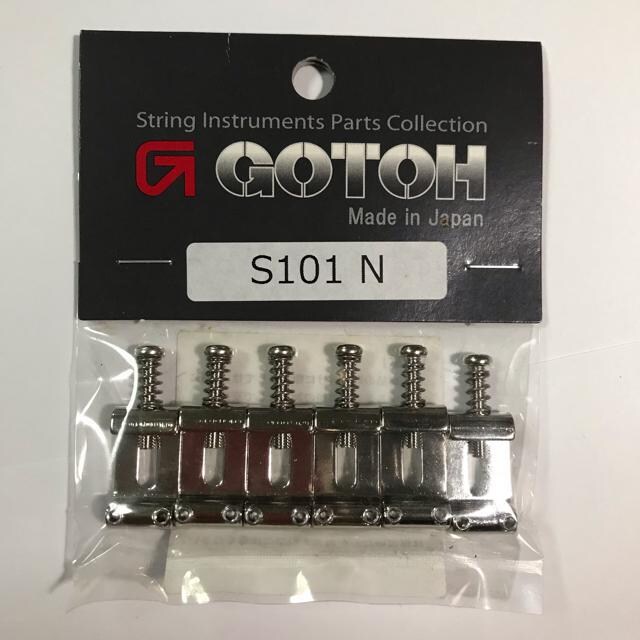 String Instruments Parts Collection
GOTOH
Made in Japan
S101 N